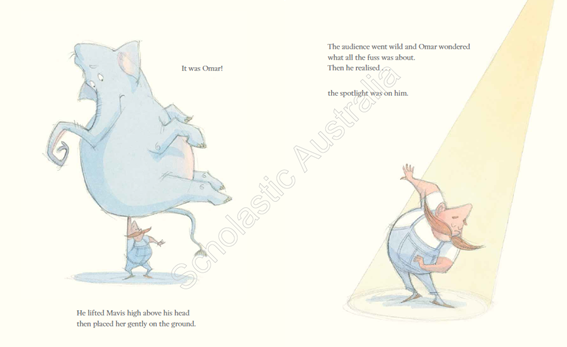 It was Omar!
He lifted Mavis high above his head
then placed her gently on the ground.
The audience went wild and Omar wondered
what all the fuss was about.
Then he realised . . .
the spotlight was on him.
Scholastic Australia